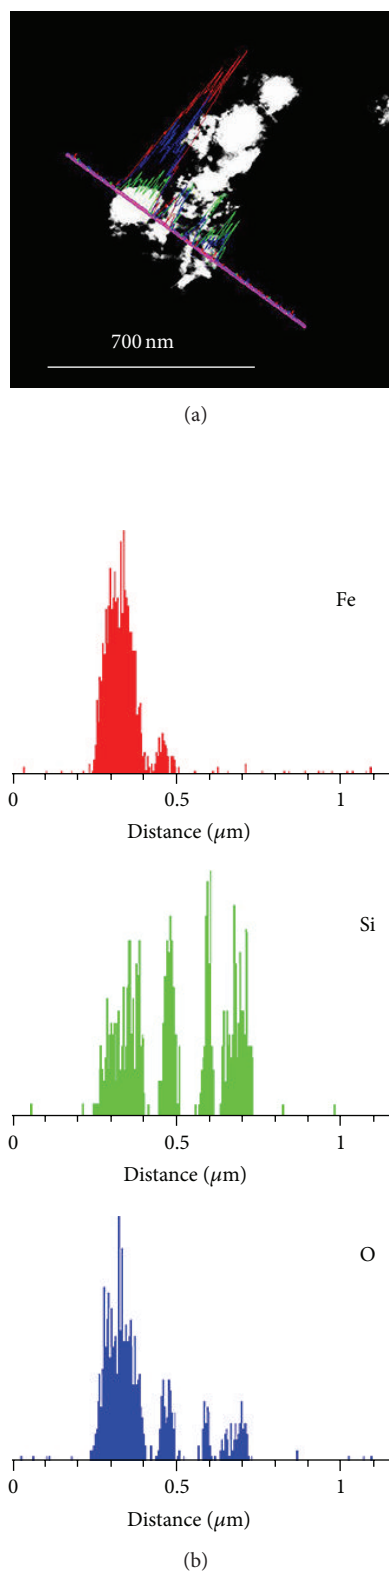 700 nm
(a)
Fe
0 0.5 1
Distance (μm)
Si
0 0.5 1
Distance (μm)
O
0 0.5 1
Distance (μm)
(b)